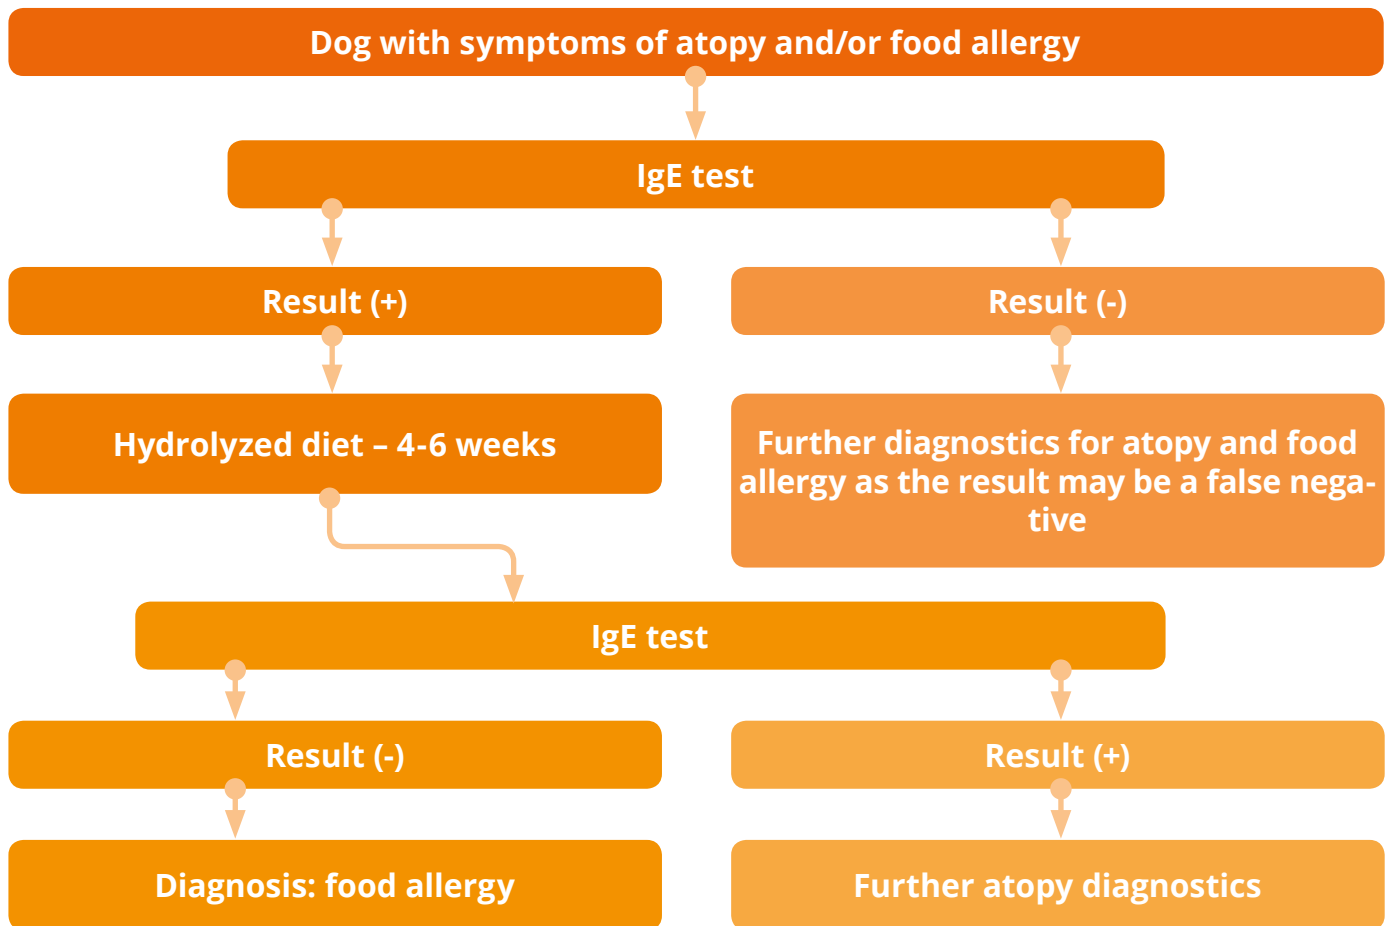 Dog with symptoms of atopy and/or food allergy
IgE test
Result (+)
Result (-)
Hydrolyzed diet – 4-6 weeks
Further diagnostics for atopy and food
allergy as the result may be a false nega-
tive
IgE test
Result (-)
Result (+)
Diagnosis: food allergy
Further atopy diagnostics